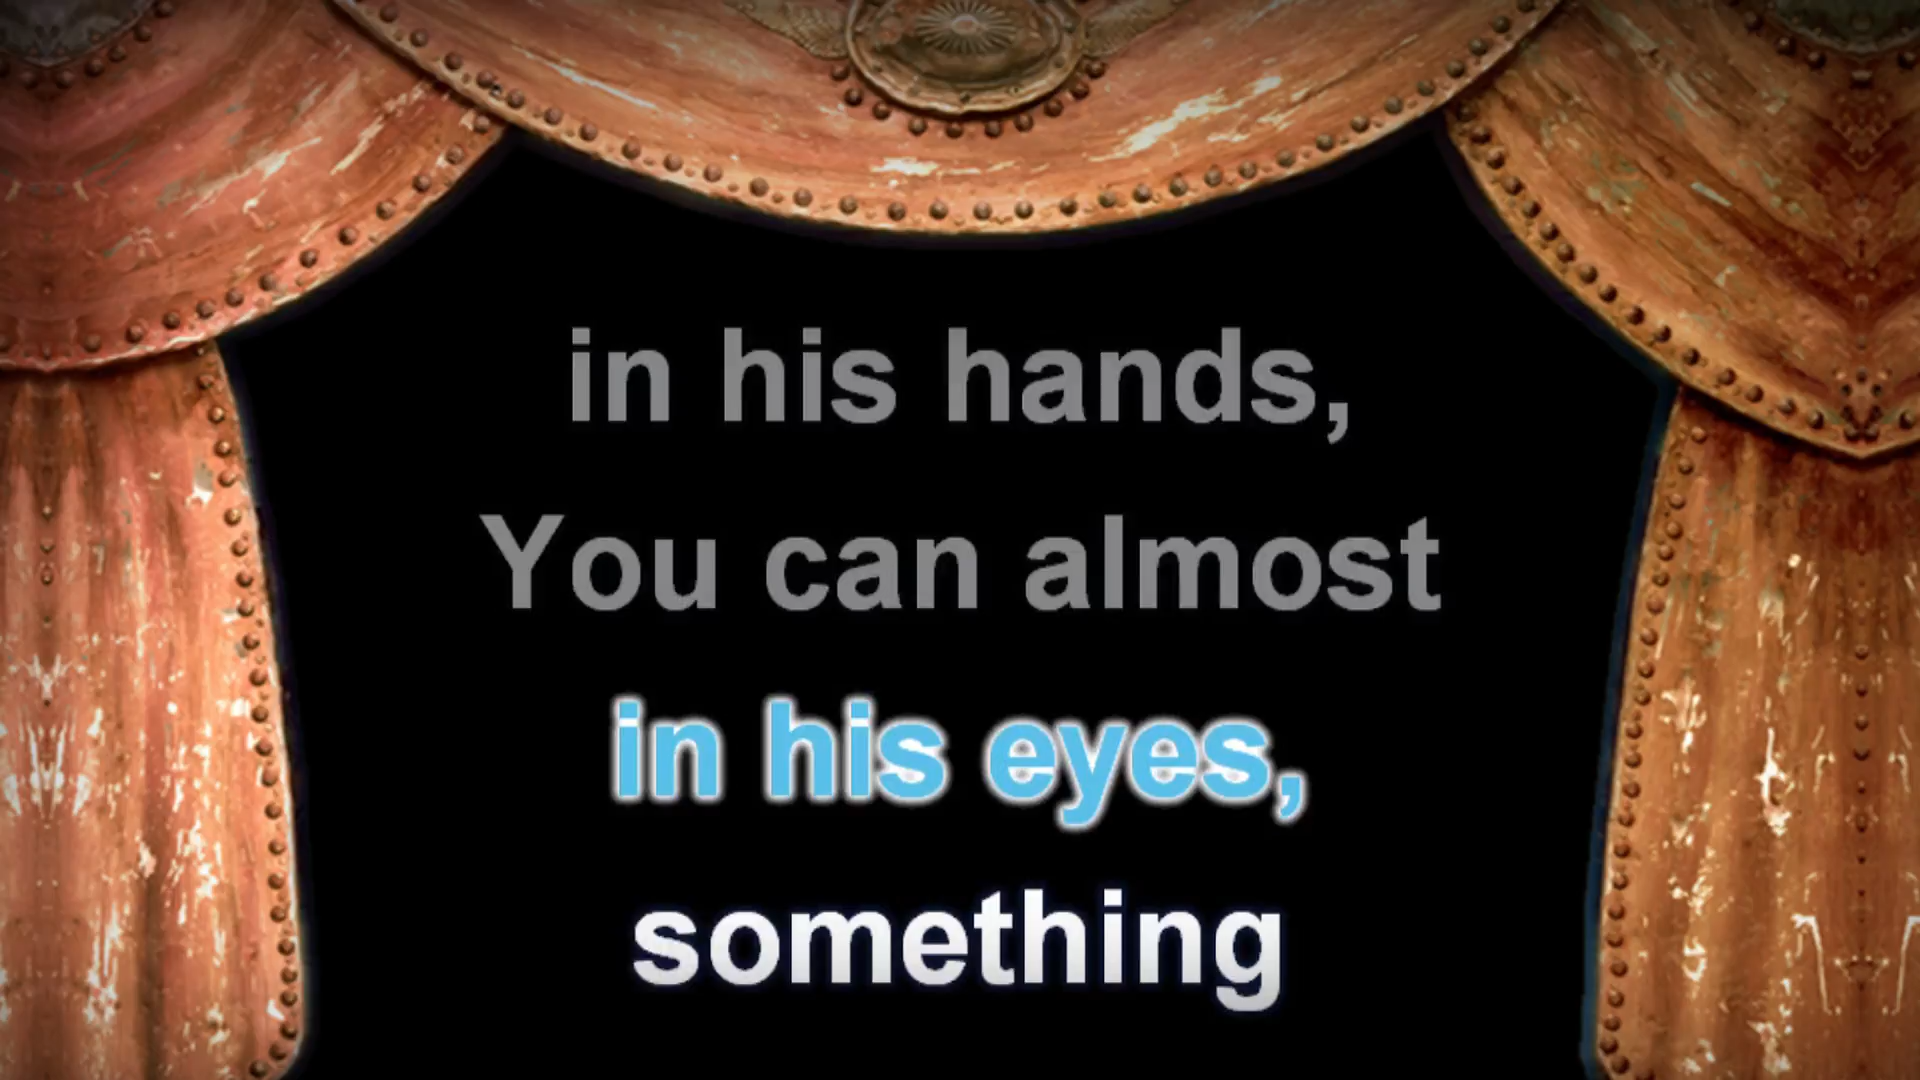 in his hands,
You can almost
in his eyes,
something